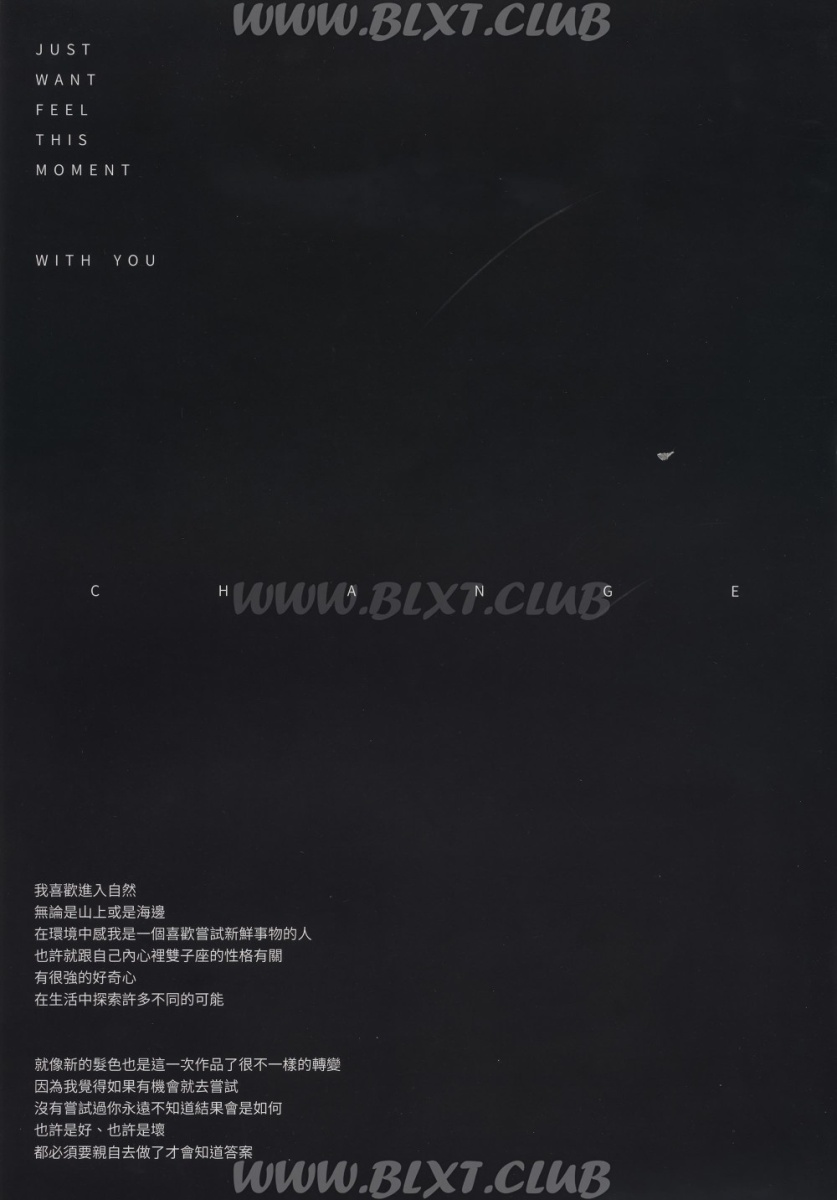 WWW.BLXT.CLUB
JUST
WANT
FEEL
THIS
MOMENT
WITH YOU
CHANGE
WWW.BLXT.CLUB
我喜歡進入自然
無論是山上或是海邊
在環境中感我是一個喜歡嘗試新鮮事物的人
也許就跟自己內心裡雙子座的性格有關
有很強的好奇心
在生活中探索許多不同的可能
就像新的髮色也是這一次作品了很不一樣的轉變
因為我覺得如果有機會就去嘗試
沒有嘗試過你永遠不知道結果會是如何
也許是好、也許是壞
都必須要親自去做了才會知道答案
WWW.BLXT.CLUB